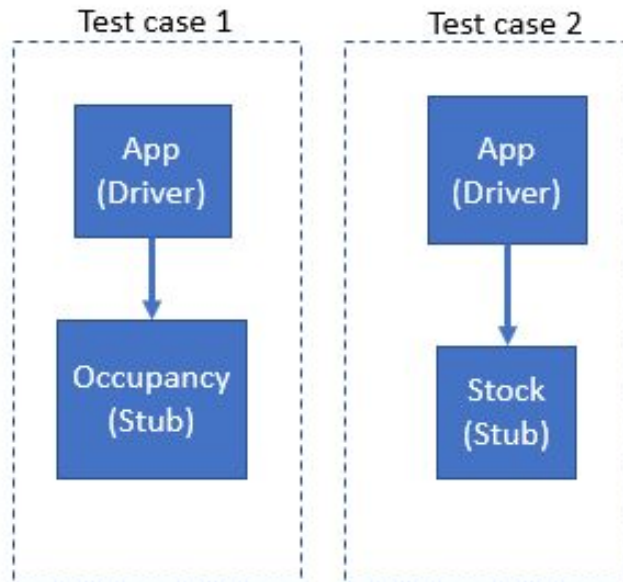 Test case 1
App
(Driver)
Occupancy
(Stub)
Test case 2
App
(Driver)
Stock
(Stub)